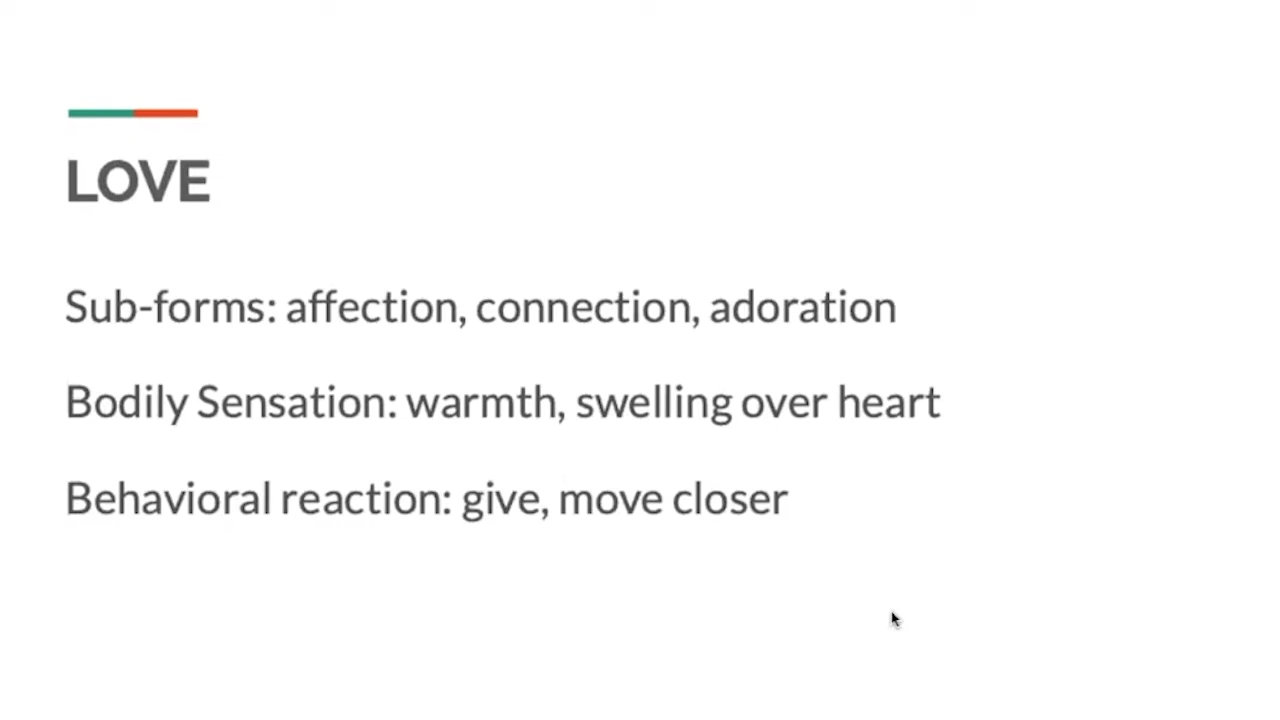 LOVE
Sub-forms: affection, connection, adoration
Bodily Sensation: warmth, swelling over heart
Behavioral reaction: give, move closer